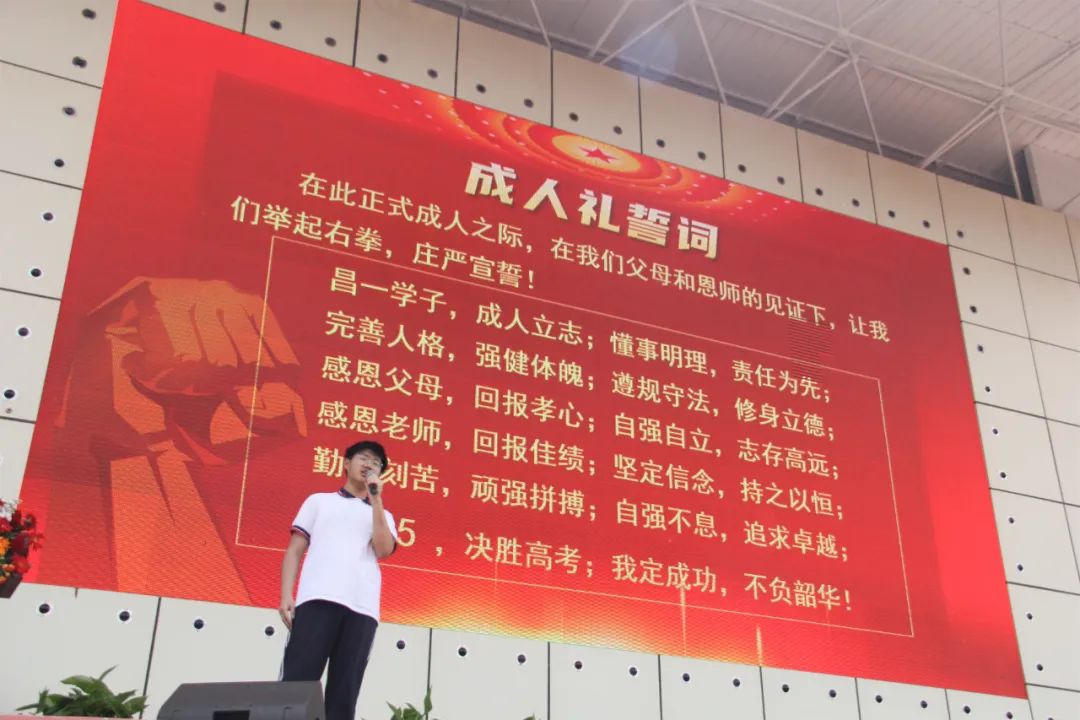 成人礼誓词
在此正式成人之际，在我们父母和恩师的见证下，让我
们举起右拳，庄严宣誓！
昌一学子，成人立志；懂事明理，责任为先；
完善人格，强健体魄；遵规守法，修身立德；
感恩父母，回报孝心；自强自立，志存高远；
感恩老师，回报佳绩；坚定信念，持之以恒；
勤 刻苦，顽强拼搏；自强不息，追求卓越；
5，决胜高考；我定成功，不负韶华！